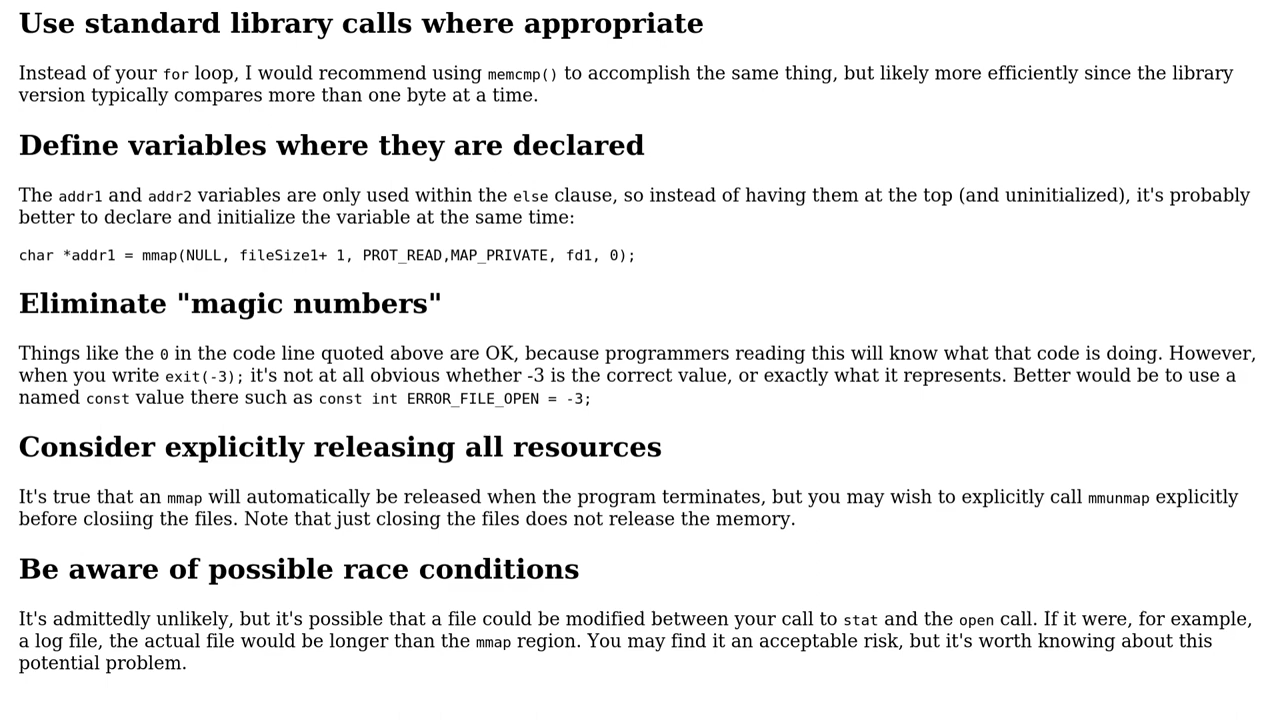 Use standard library calls where appropriate
Instead of your for loop, I would recommend using memcmp() to accomplish the same thing, but likely more efficiently since the library
version typically compares more than one byte at a time.
Define variables where they are declared
The addr1 and addr2 variables are only used within the else clause, so instead of having them at the top (and uninitialized), it's probably
better to declare and initialize the variable at the same time:
char *addr1 = mmap(NULL, fileSize1+ 1, PROT_READ,MAP_PRIVATE, fd1, 0);
Eliminate "magic numbers"
Things like the 0 in the code line quoted above are OK, because programmers reading this will know what that code is doing. However,
when you write exit(-3); it's not at all obvious whether -3 is the correct value, or exactly what it represents. Better would be to use a
named const value there such as const int ERROR_FILE_OPEN = -3;
Consider explicitly releasing all resources
It's true that an mmap will automatically be released when the program terminates, but you may wish to explicitly call mmunmap explicitly
before closiing the files. Note that just closing the files does not release the memory.
Be aware of possible race conditions
It's admittedly unlikely, but it's possible that a file could be modified between your call to stat and the open call. If it were, for example,
a log file, the actual file would be longer than the mmap region. You may find it an acceptable risk, but it's worth knowing about this
potential problem.